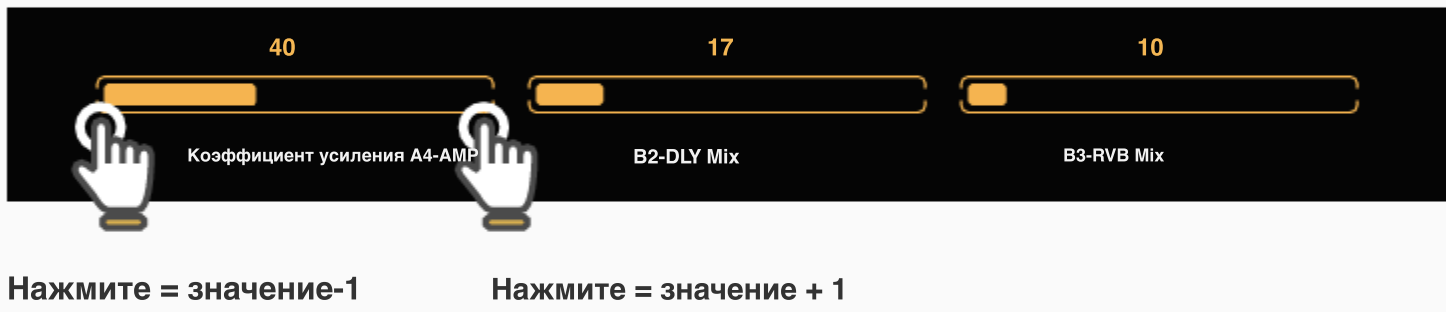 40 17 10
Коэффициент усиления A4-AMP B2-DLY Mix B3-RVB Mix
Нажмите = значение-1 Нажмите = значение + 1